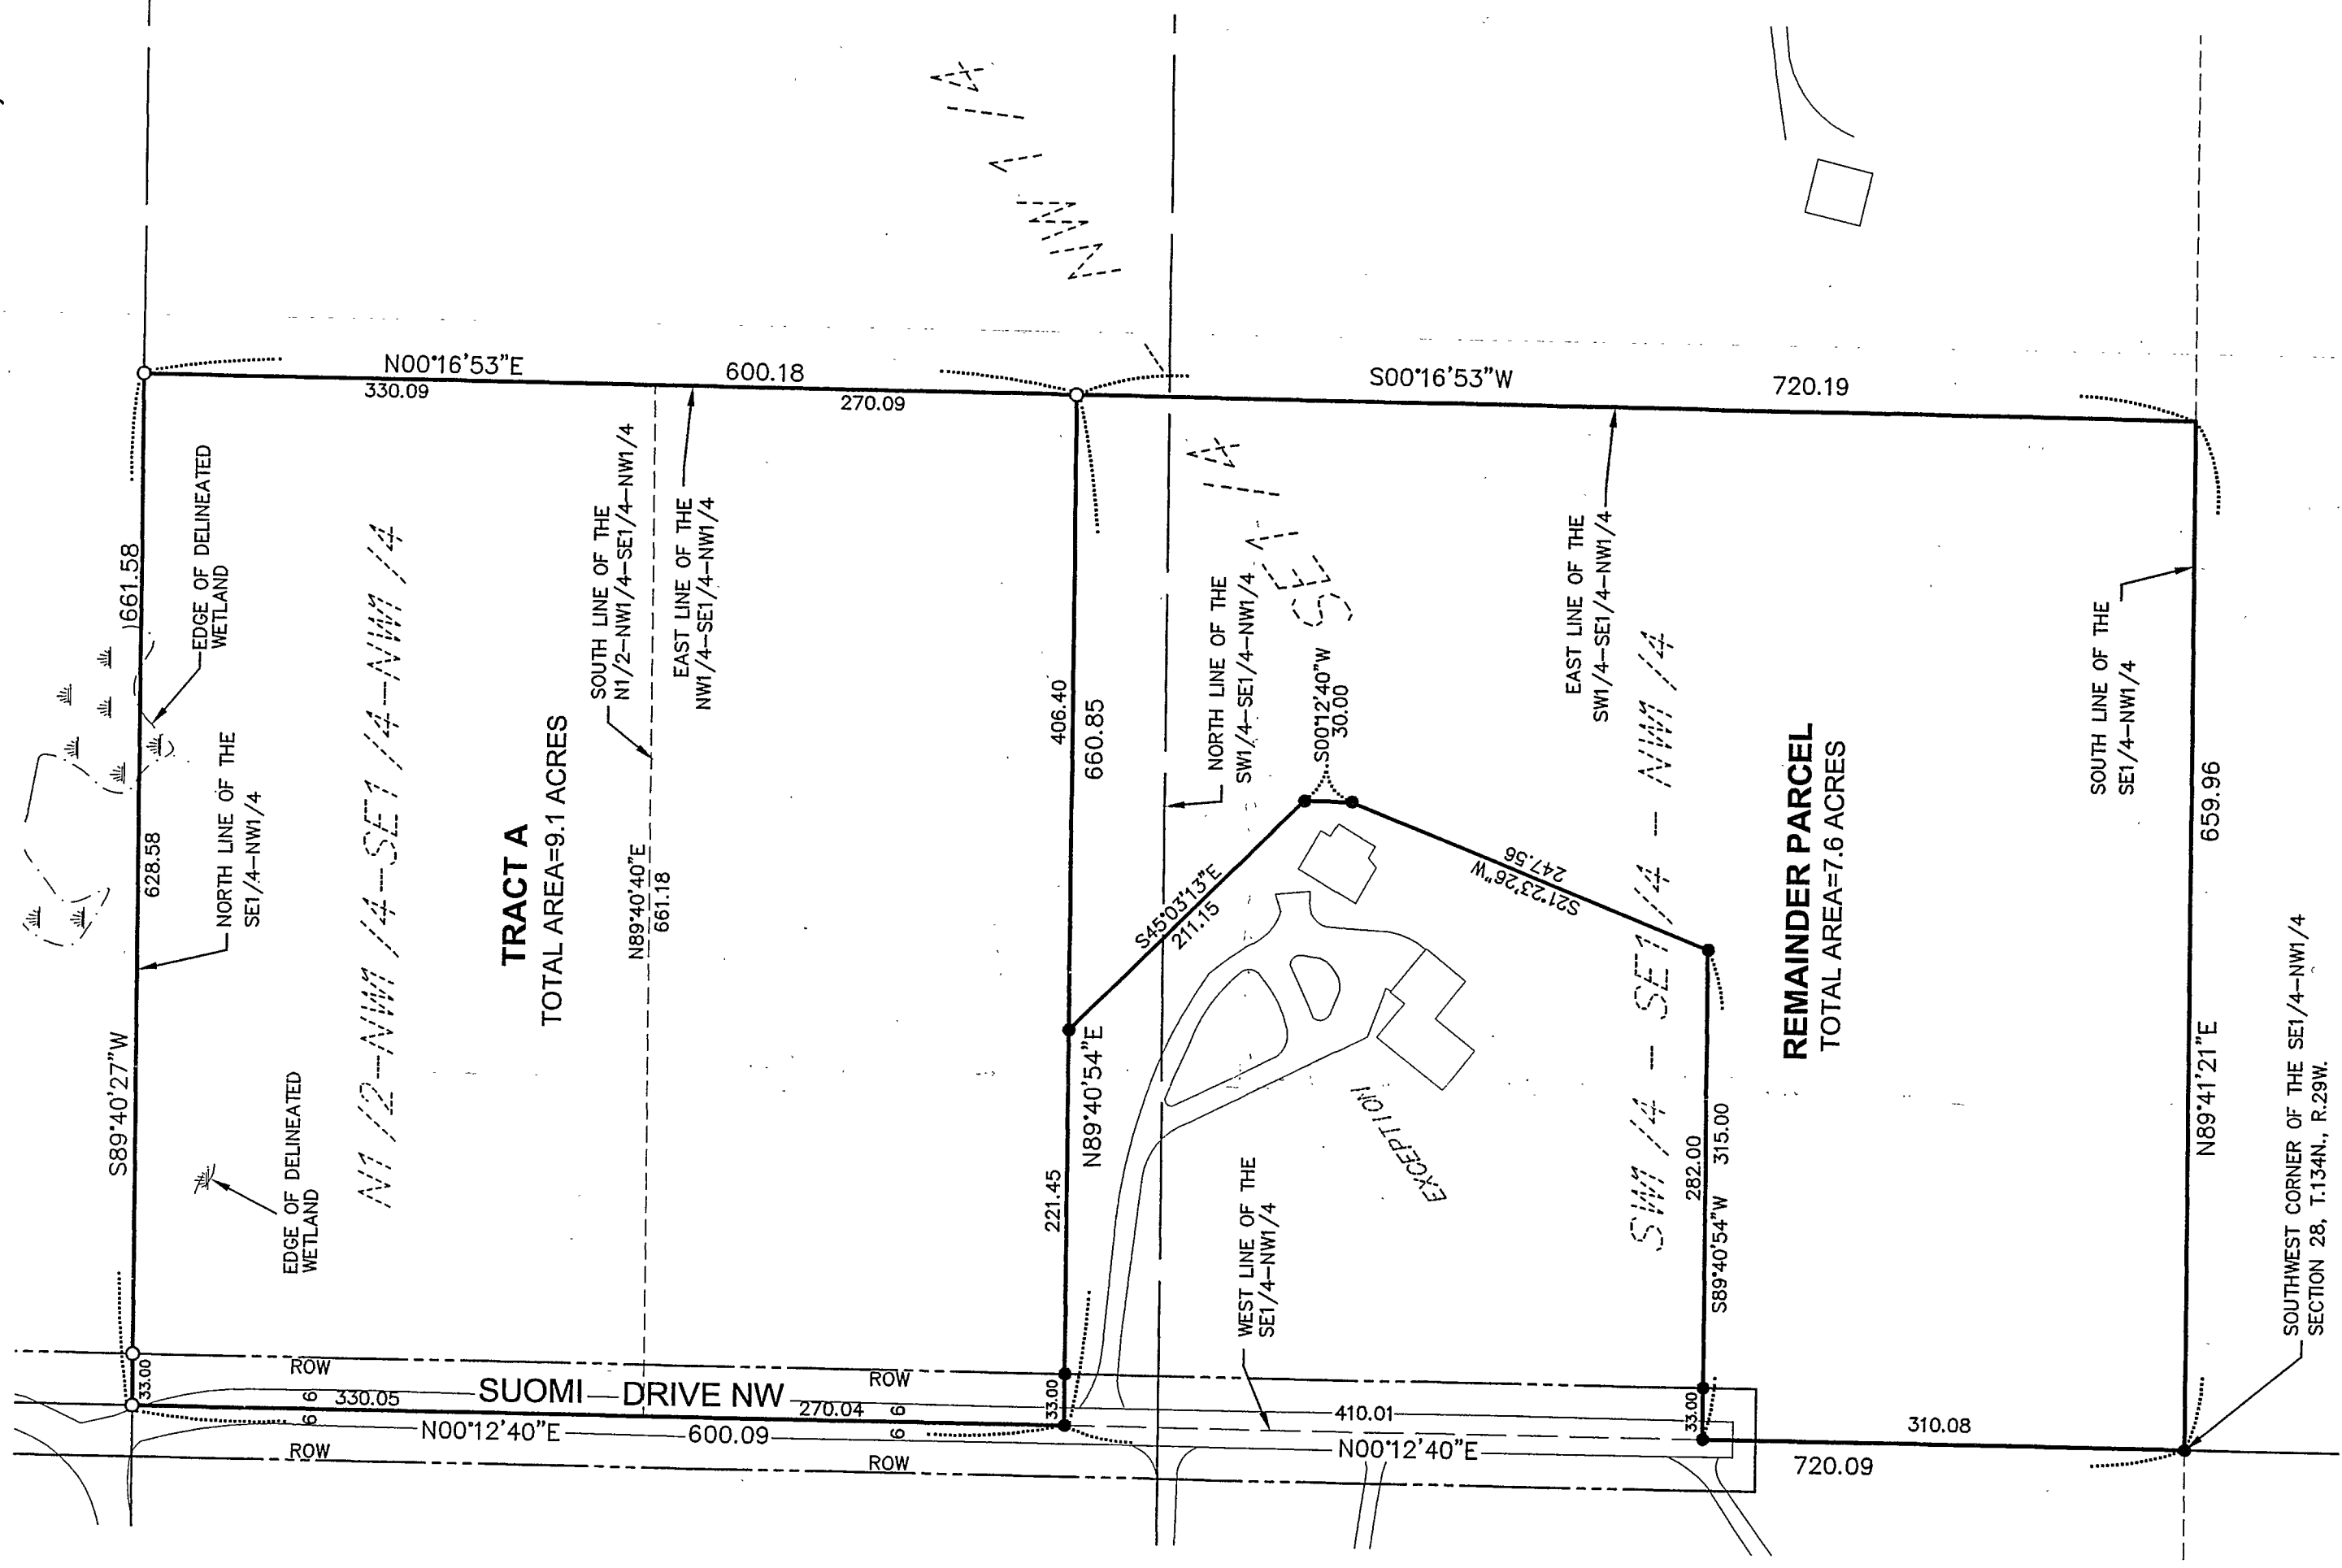 N00°16'53"E
600.18
330.09
270.09
S00°16'53"W
720.19
NW1/4
SE1/4
661.58
628.58
S89°40'27"W
EDGE OF DELINEATED
WETLAND
NORTH LINE OF THE
SE1/4–NW1/4
EDGE OF DELINEATED
WETLAND
N1/2–NW1/4–SE1/4–NW1/4
TRACT A
TOTAL AREA=9.1 ACRES
SOUTH LINE OF THE
N1/2–NW1/4–SE1/4–NW1/4
EAST LINE OF THE
NW1/4–SE1/4–NW1/4
N89°40'40"E
661.18
406.40
660.85
221.45
N89°40'54"E
NORTH LINE OF THE
SW1/4–SE1/4–NW1/4
S00°12'40"W
30.00
S45°03'13"E
211.15
S21°23'26"W
247.56
EXCEPTION
WEST LINE OF THE
SE1/4–NW1/4
EAST LINE OF THE
SW1/4–SE1/4–NW1/4
SW1/4 – SE1/4 – NW1/4
282.00
315.00
S89°40'54"W
REMAINDER PARCEL
TOTAL AREA=7.6 ACRES
SOUTH LINE OF THE
SE1/4–NW1/4
659.96
N89°41'21"E
SOUTHWEST CORNER OF THE SE1/4–NW1/4
SECTION 28, T.134N., R.29W.
33.00
ROW
ROW
33.00
33.00
6
330.05
SUOMI DRIVE NW
270.04
6
410.01
310.08
6
N00°12'40"E
600.09
6
N00°12'40"E
720.09
ROW
ROW